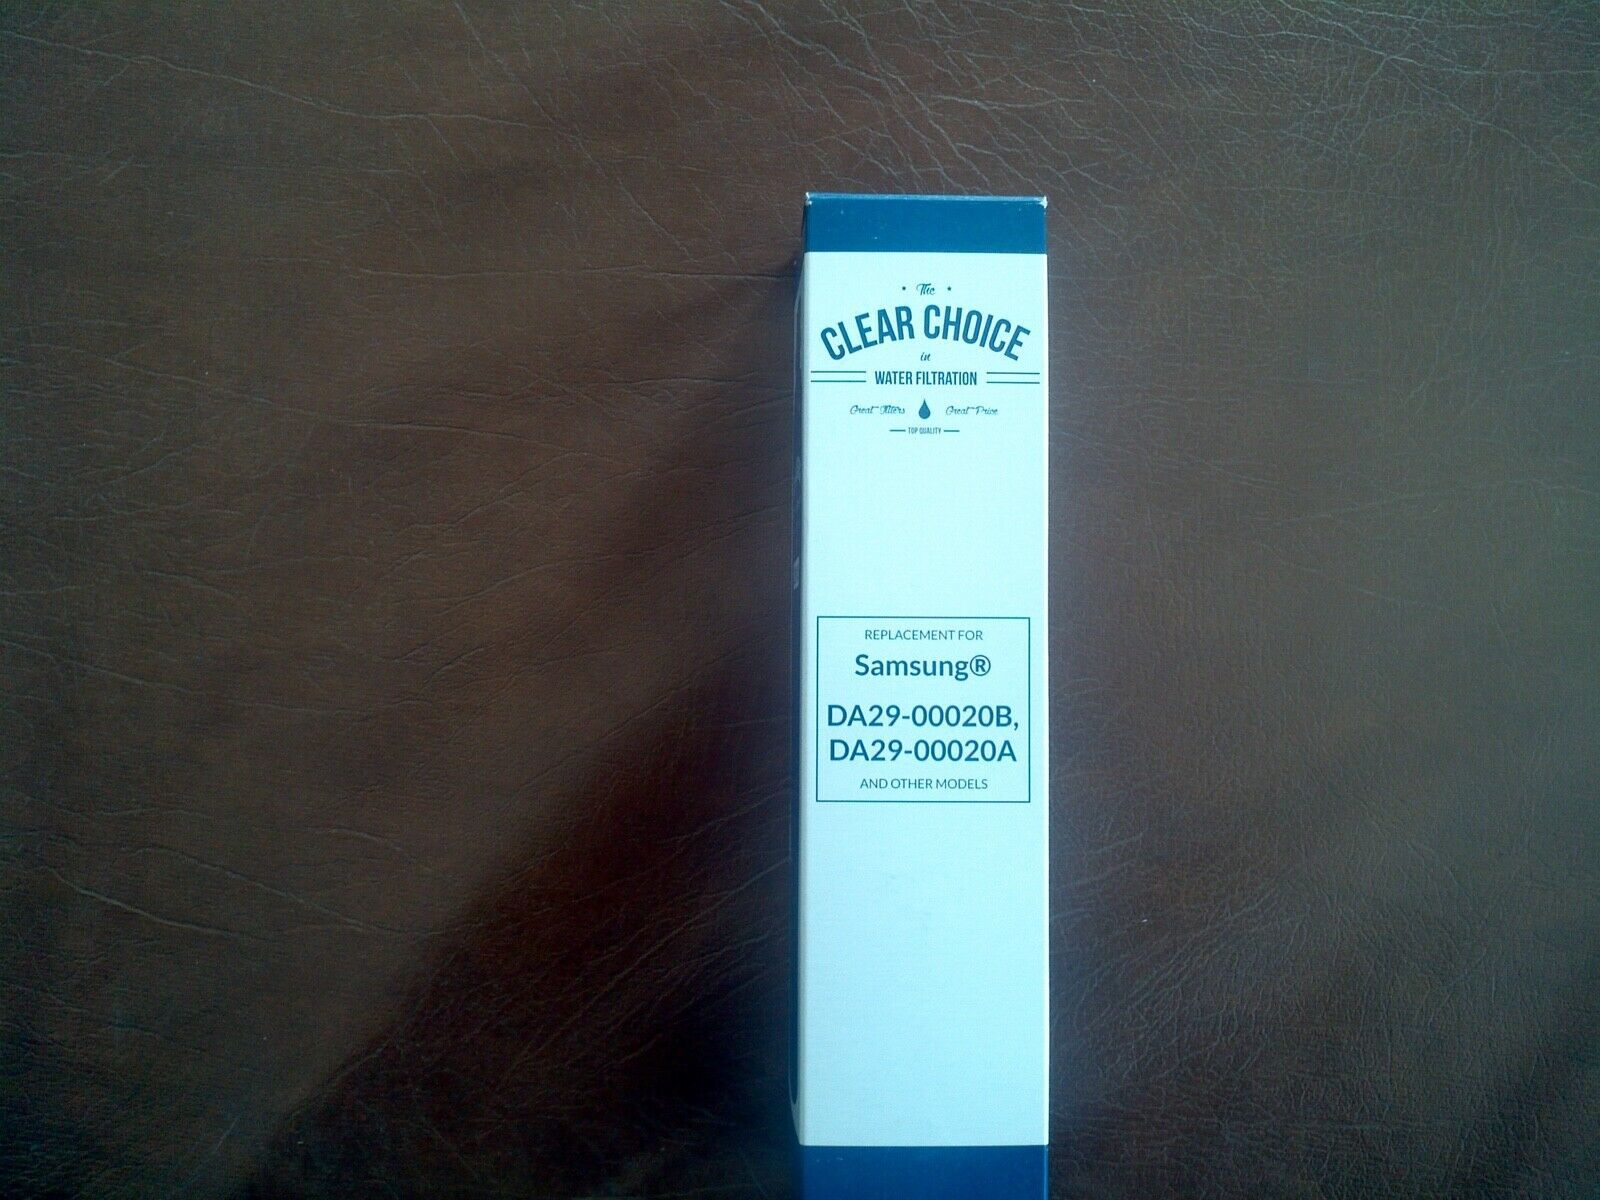 The
CLEAR CHOICE
in
WATER FILTRATION
Great Filters Great Price
TOP QUALITY
REPLACEMENT FOR
Samsung®
DA29-00020B,
DA29-00020A
AND OTHER MODELS